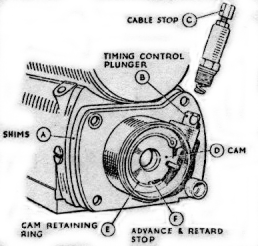 CABLE STOP C
TIMING CONTROL
PLUNGER
B
SHIMS A
D CAM
CAM RETAINING
RING
E
F
ADVANCE & RETARD
STOP